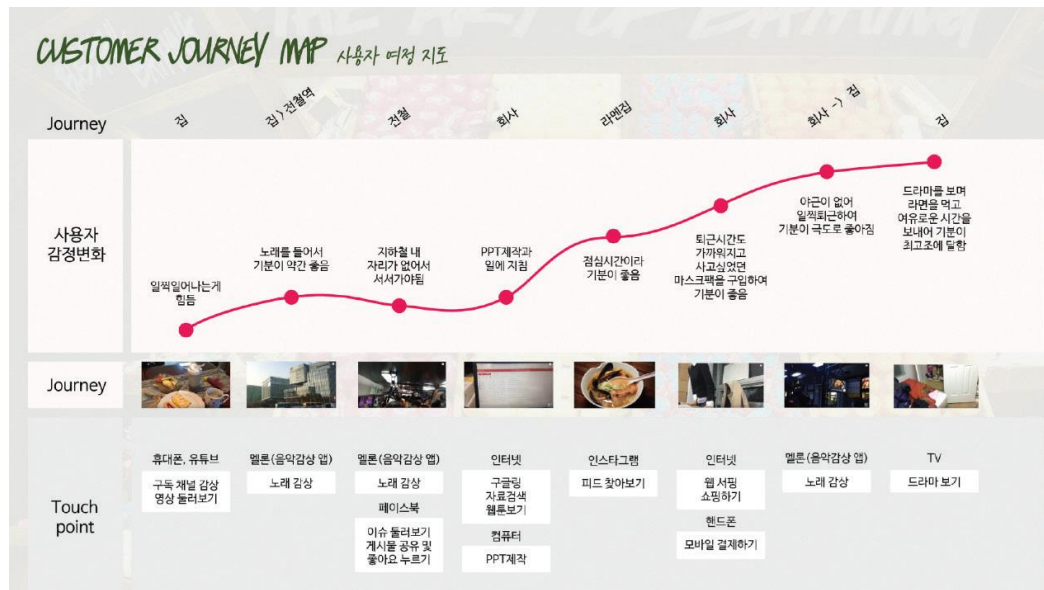 CUSTOMER JOURNEY MAP 사용자 여정 지도
Journey
집
집 > 전철역
전철
회사
라멘집
회사
회사 -> 집
집
사용자
감정변화
일찍일어나는게
힘듦
노래를 들어서
기분이 약간 좋음
지하철 내
자리가 없어서
서서가야됨
PPT제작과
일에 지침
점심시간이라
기분이 좋음
퇴근시간도
가까워지고
사고싶었던
마스크팩을 구입하여
기분이 좋음
야근이 없어
일찍퇴근하여
기분이 극도로 좋아짐
드라마를 보며
라면을 먹고
여유로운 시간을
보내어 기분이
최고조에 달함
Journey
Touch
point
휴대폰, 유튜브
구독 채널 감상
영상 둘러보기
멜론(음악감상 앱)
노래 감상
멜론(음악감상 앱)
노래 감상
페이스북
이슈 둘러보기
게시물 공유 및
좋아요 누르기
인터넷
구글링
자료검색
웹툰보기
컴퓨터
PPT제작
인스타그램
피드 찾아보기
인터넷
웹 서핑
쇼핑하기
핸드폰
모바일 결제하기
멜론(음악감상 앱)
노래 감상
TV
드라마 보기